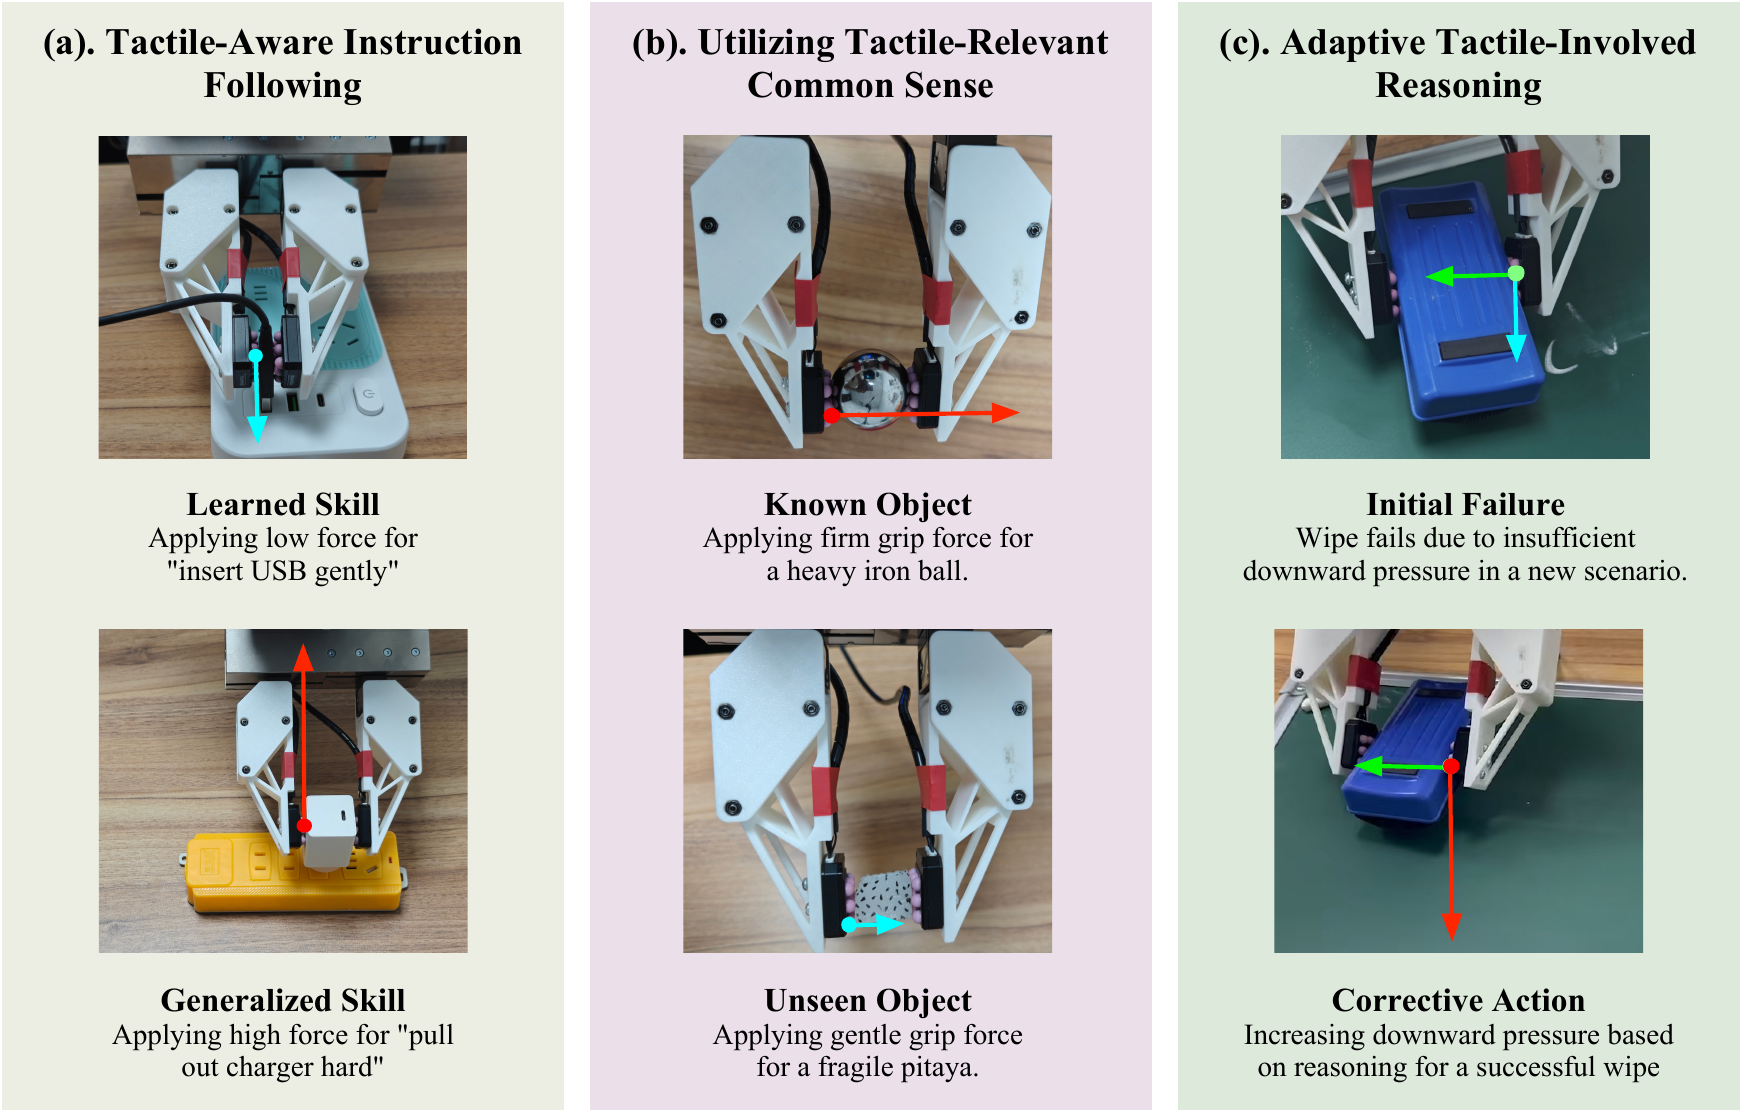 (a). Tactile-Aware Instruction
Following
Learned Skill
Applying low force for
"insert USB gently"
Generalized Skill
Applying high force for "pull
out charger hard"
(b). Utilizing Tactile-Relevant
Common Sense
Known Object
Applying firm grip force for
a heavy iron ball.
Unseen Object
Applying gentle grip force
for a fragile pitaya.
(c). Adaptive Tactile-Involved
Reasoning
Initial Failure
Wipe fails due to insufficient
downward pressure in a new scenario.
Corrective Action
Increasing downward pressure based
on reasoning for a successful wipe